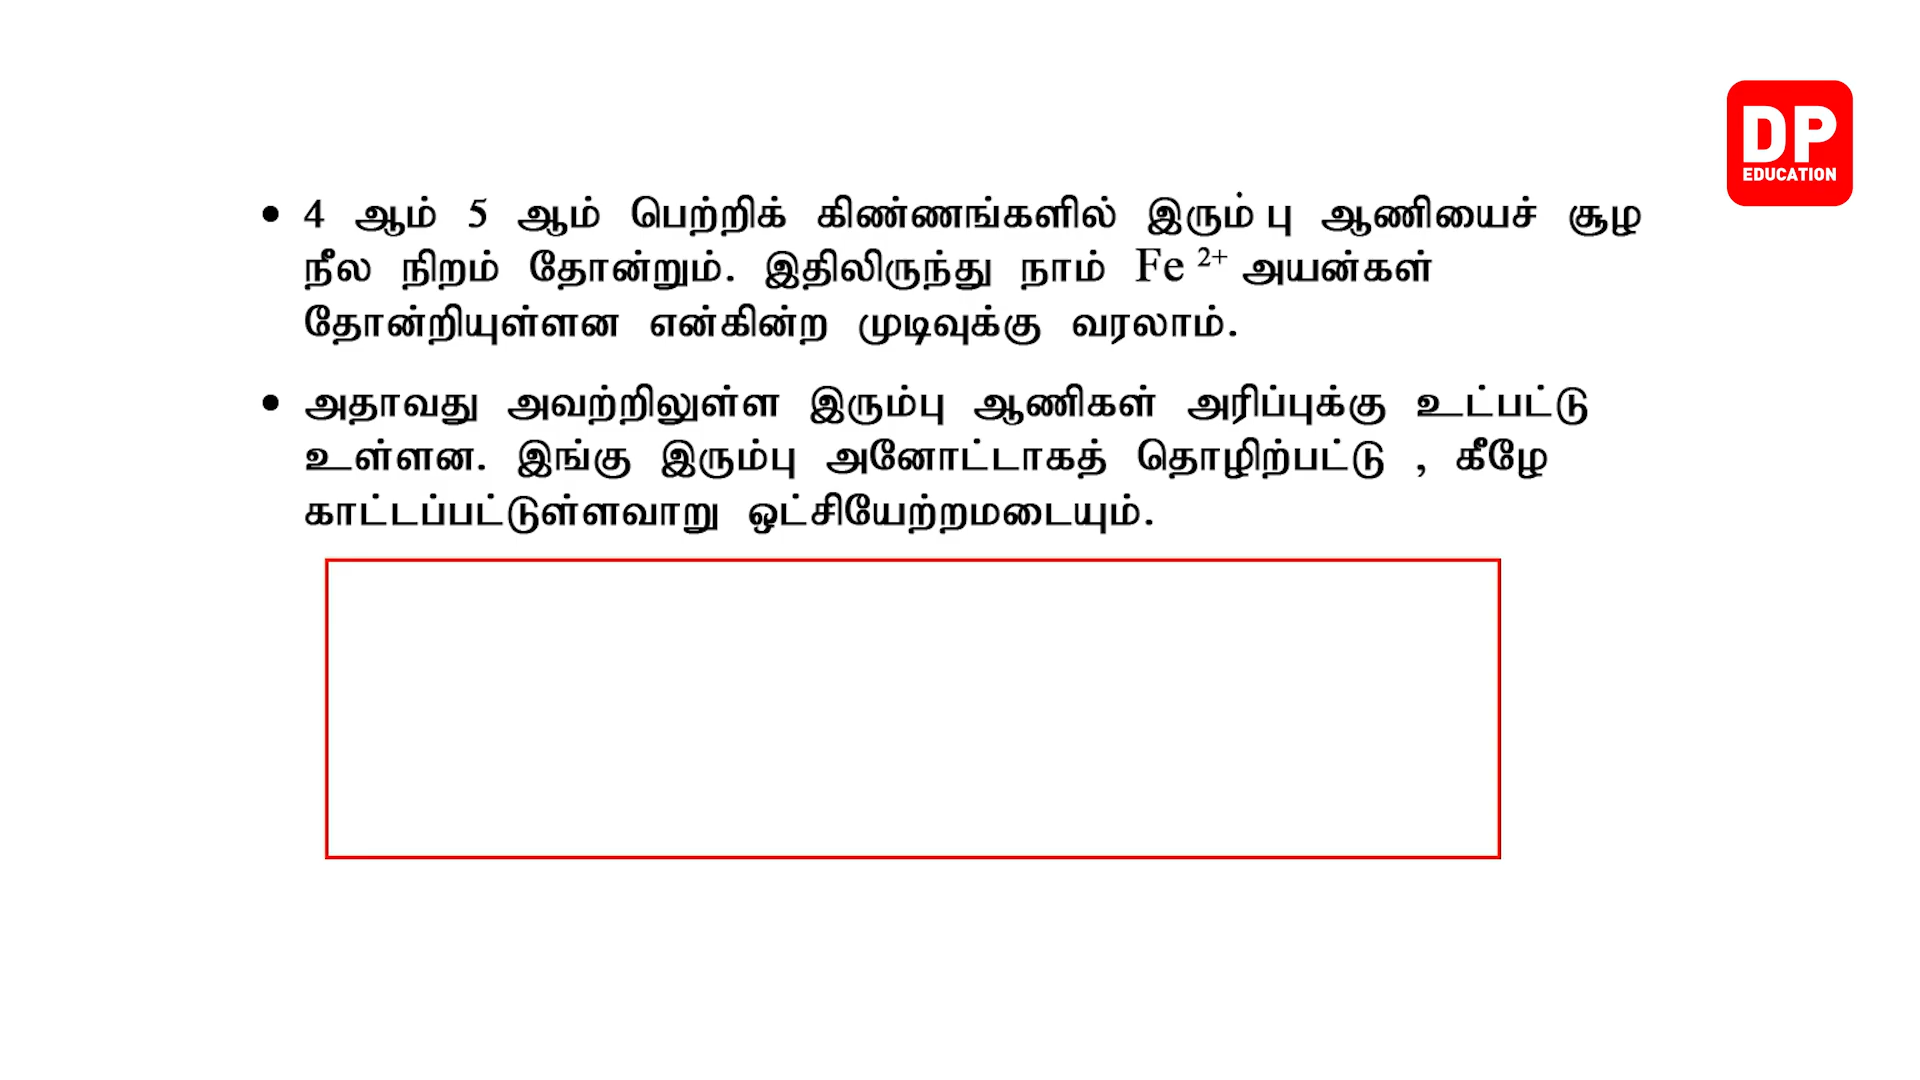 DP
EDUCATION
• 4 ஆம் 5 ஆம் பெற்றிக் கிண்ணங்களில் இரும் பு ஆணியைச் சூழ
நீல நிறம் தோன்றும். இதிலிருந்து நாம் Fe ²⁺ அயன்கள்
தோன்றியுள்ளன என்கின்ற முடிவுக்கு வரலாம்.
• அதாவது அவற்றிலுள்ள இரும்பு ஆணிகள் அரிப்புக்கு உட்பட்டு
உள்ளன. இங்கு இரும்பு அனோட்டாகத் தொழிற்பட்டு , கீழே
காட்டப்பட்டுள்ளவாறு ஒட்சியேற்றமடையும்.